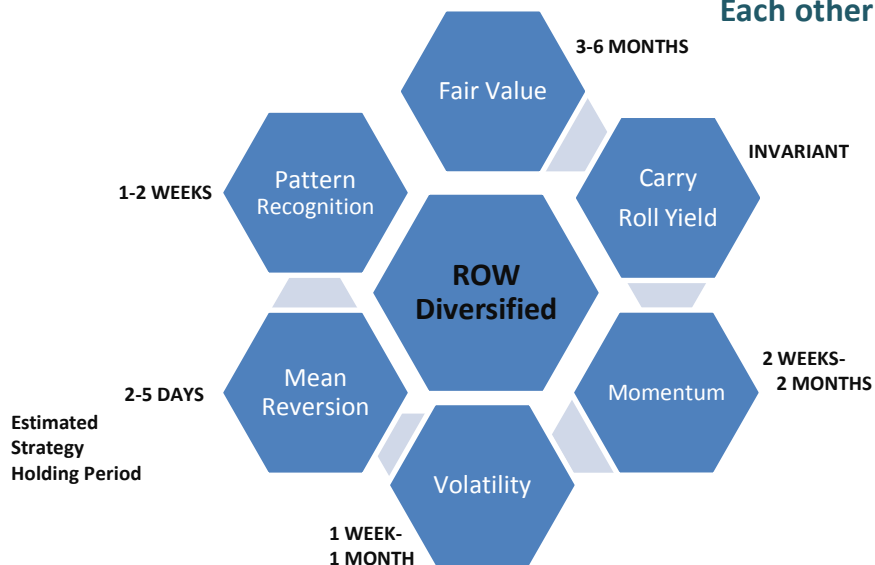 Each other
3-6 MONTHS
Fair Value
INVARIANT
Carry
Roll Yield
Pattern
Recognition
1-2 WEEKS
ROW
Diversified
2 WEEKS-
2 MONTHS
Momentum
Mean
Reversion
2-5 DAYS
Estimated
Strategy
Holding Period
Volatility
1 WEEK-
1 MONTH